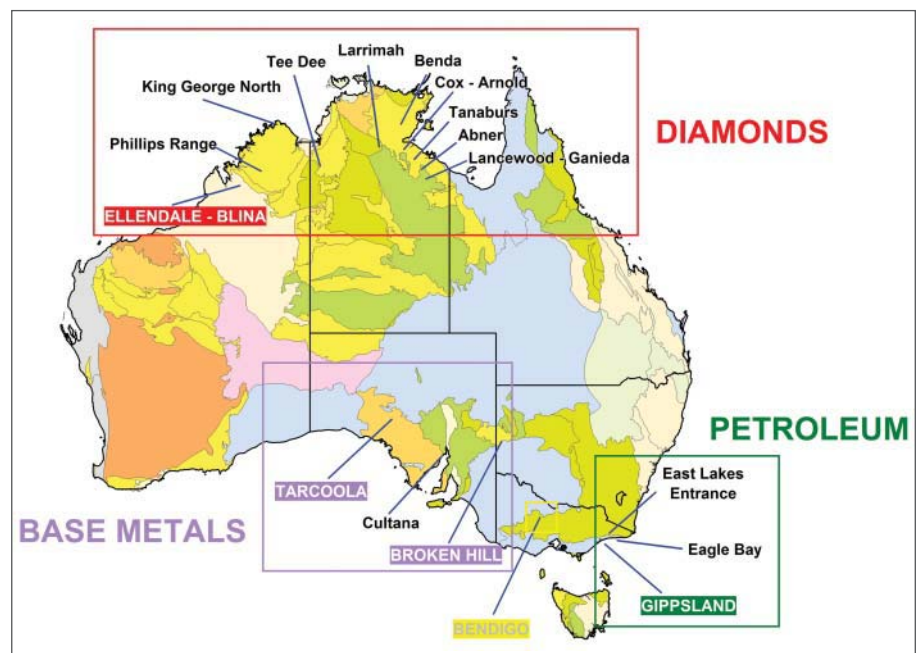 Larrimah
Tee Dee
Benda
Cox - Arnold
King George North
Tanaburs
Abner
Phillips Range
Lancewood - Ganieda
DIAMONDS
ELLENDALE - BLINA
PETROLEUM
East Lakes
Entrance
TARCOOLA
Cultana
BASE METALS
BROKEN HILL
Eagle Bay
GIPPSLAND
BENDIGO